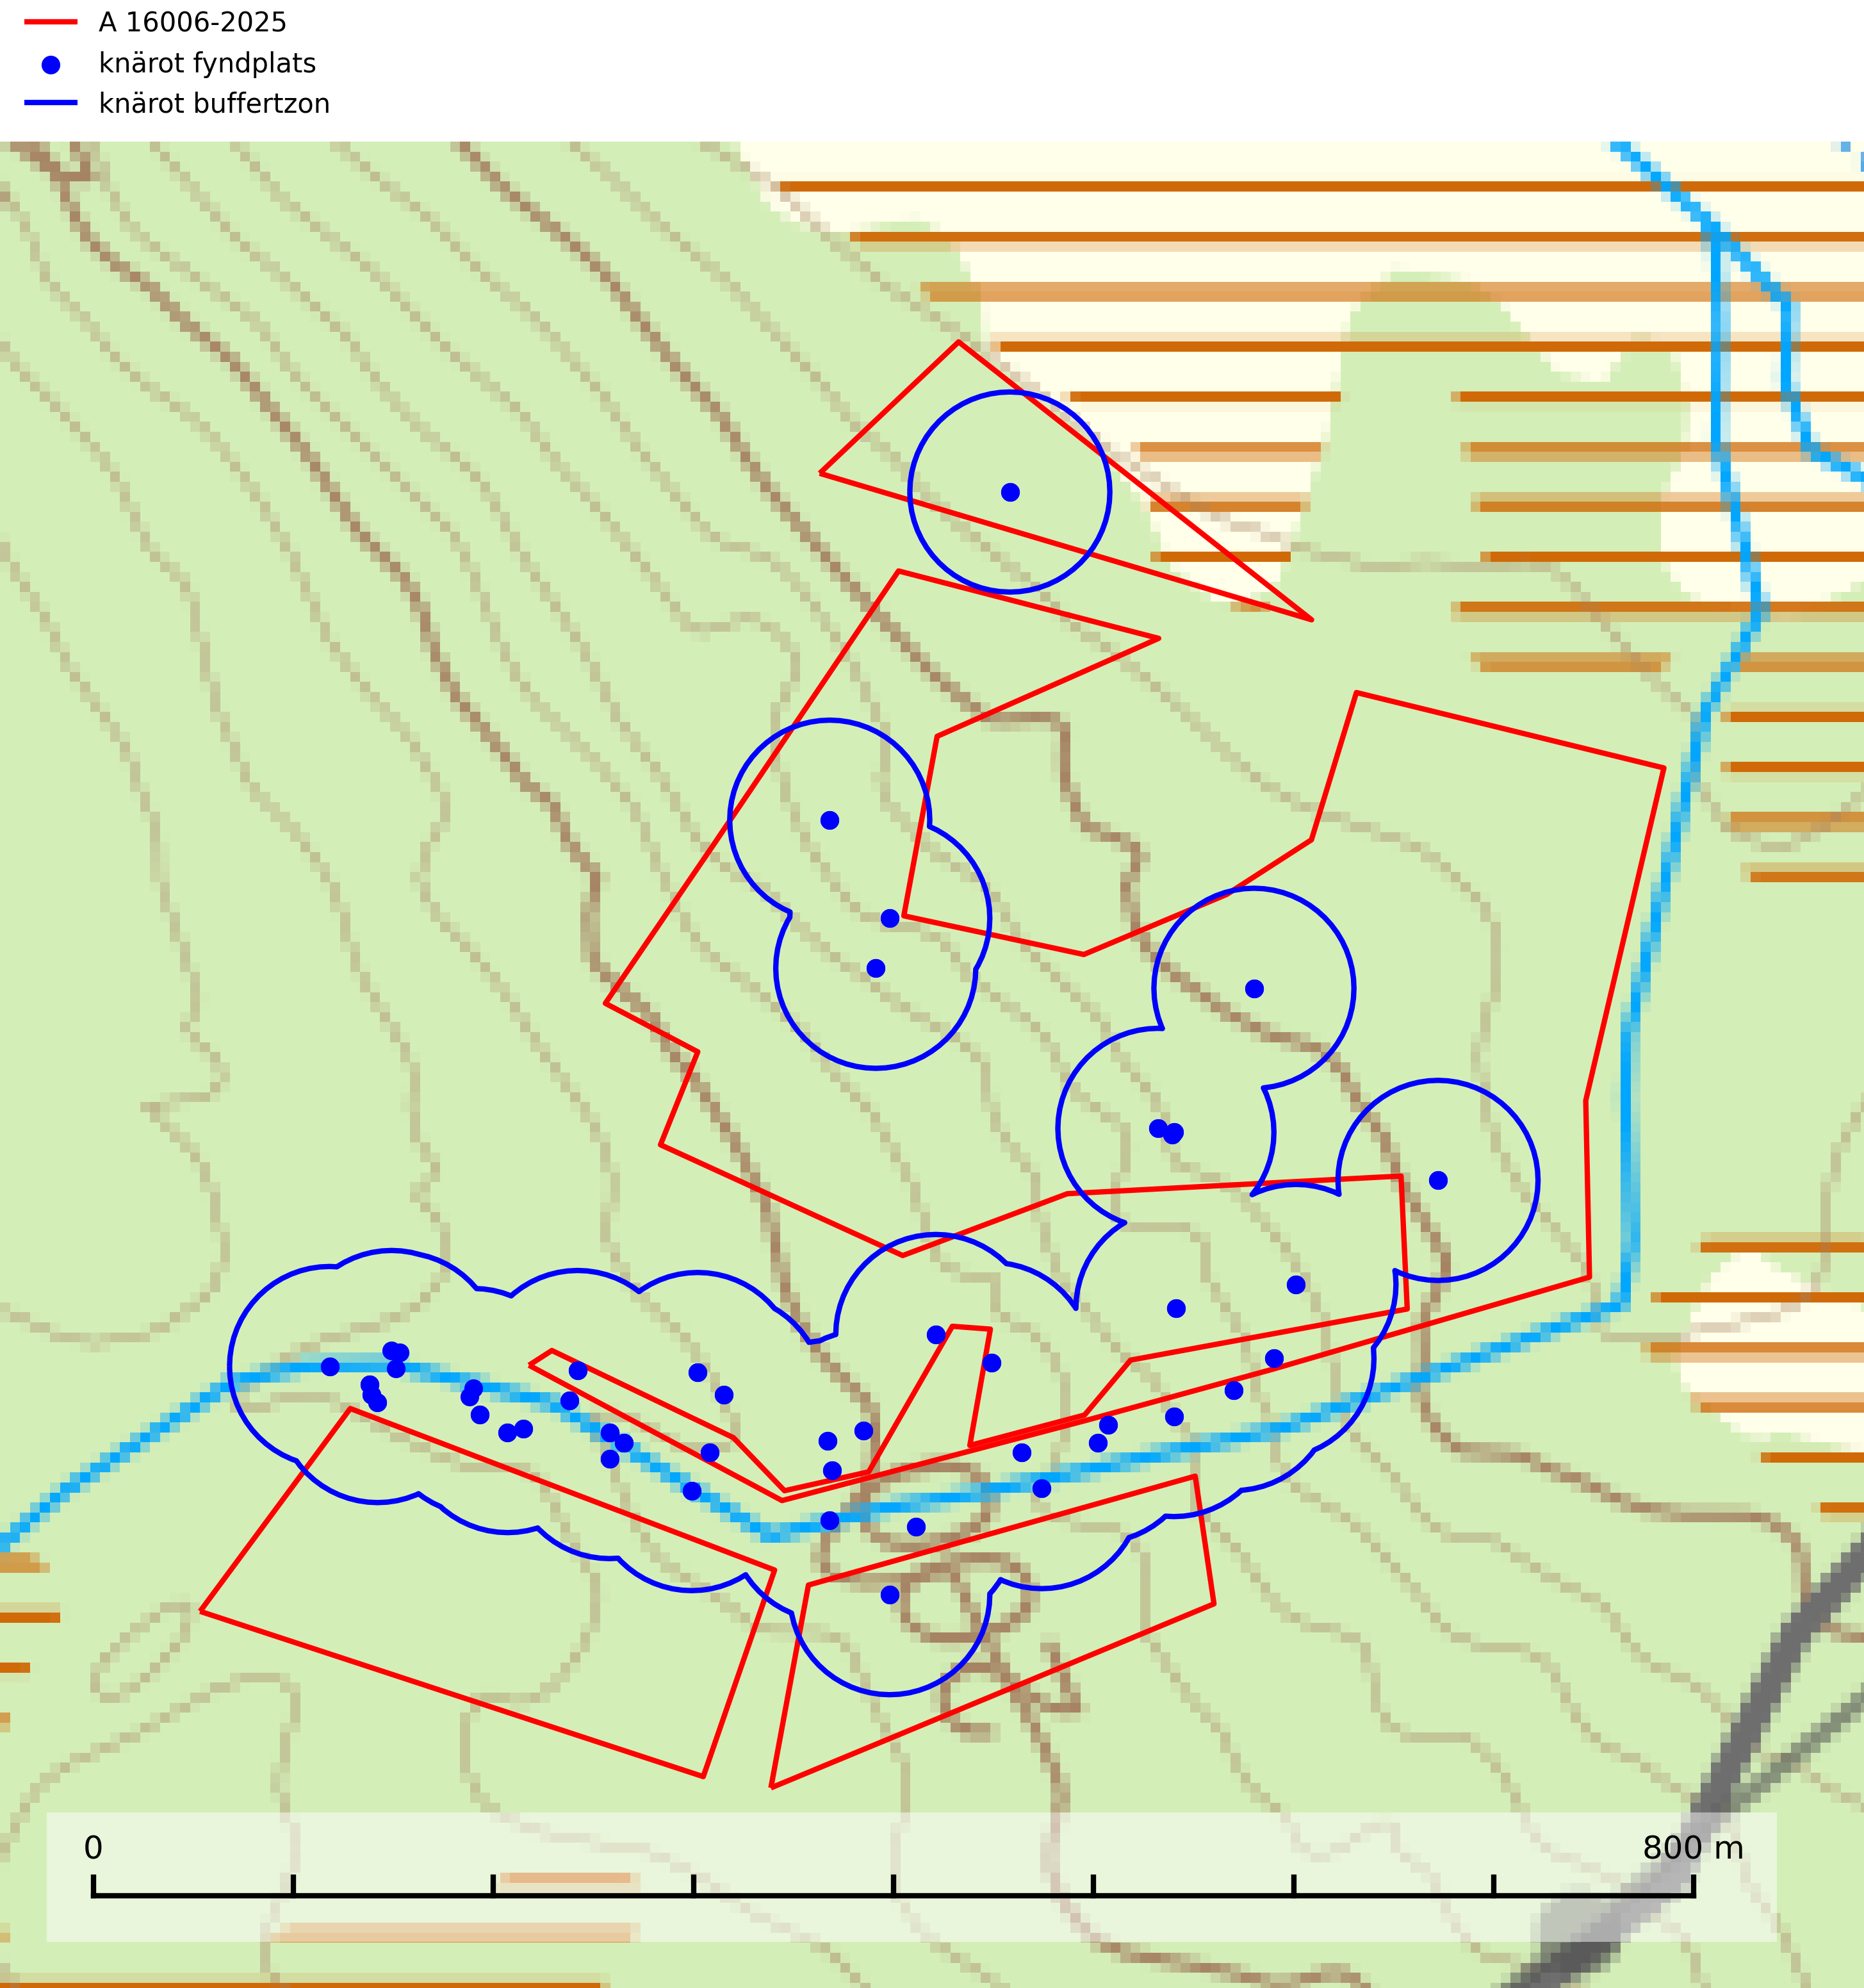 A 16006-2025
knärot fyndplats
knärot buffertzon
0 800 m